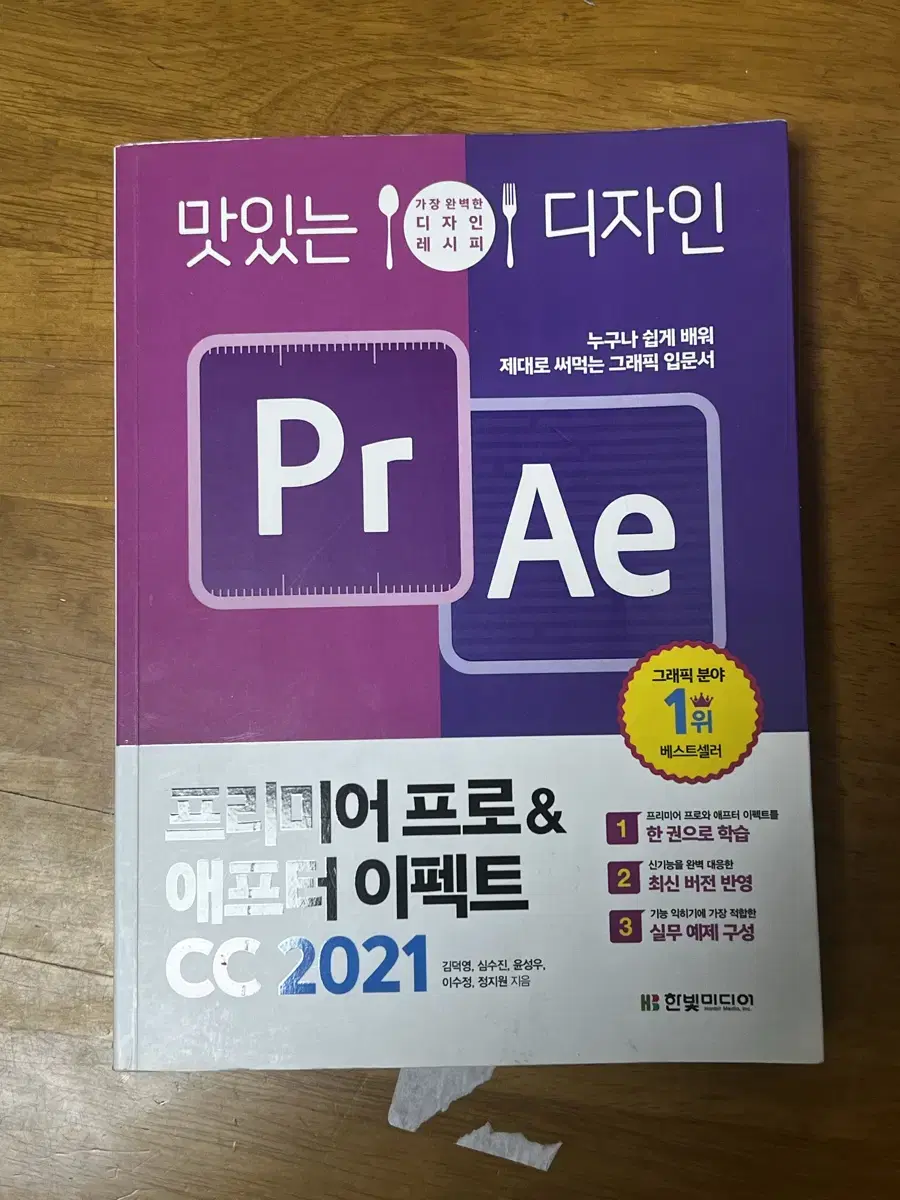 맛있는 디자인
가장 완벽한
디자인
레시피
누구나 쉽게 배워
제대로 써먹는 그래픽 입문서
Pr
Ae
그래픽 분야
1위
베스트셀러
프리미어 프로&
애프터 이펙트
CC 2021
김덕영, 심수진, 윤성우,
이수정, 정지원 지음
1 프리미어 프로와 애프터 이펙트를
한 권으로 학습
2 신기능을 완벽 대응한
최신 버전 반영
3 기능 익히기에 가장 적합한
실무 예제 구성
HB 한빛미디어
Hanbit Media, Inc.